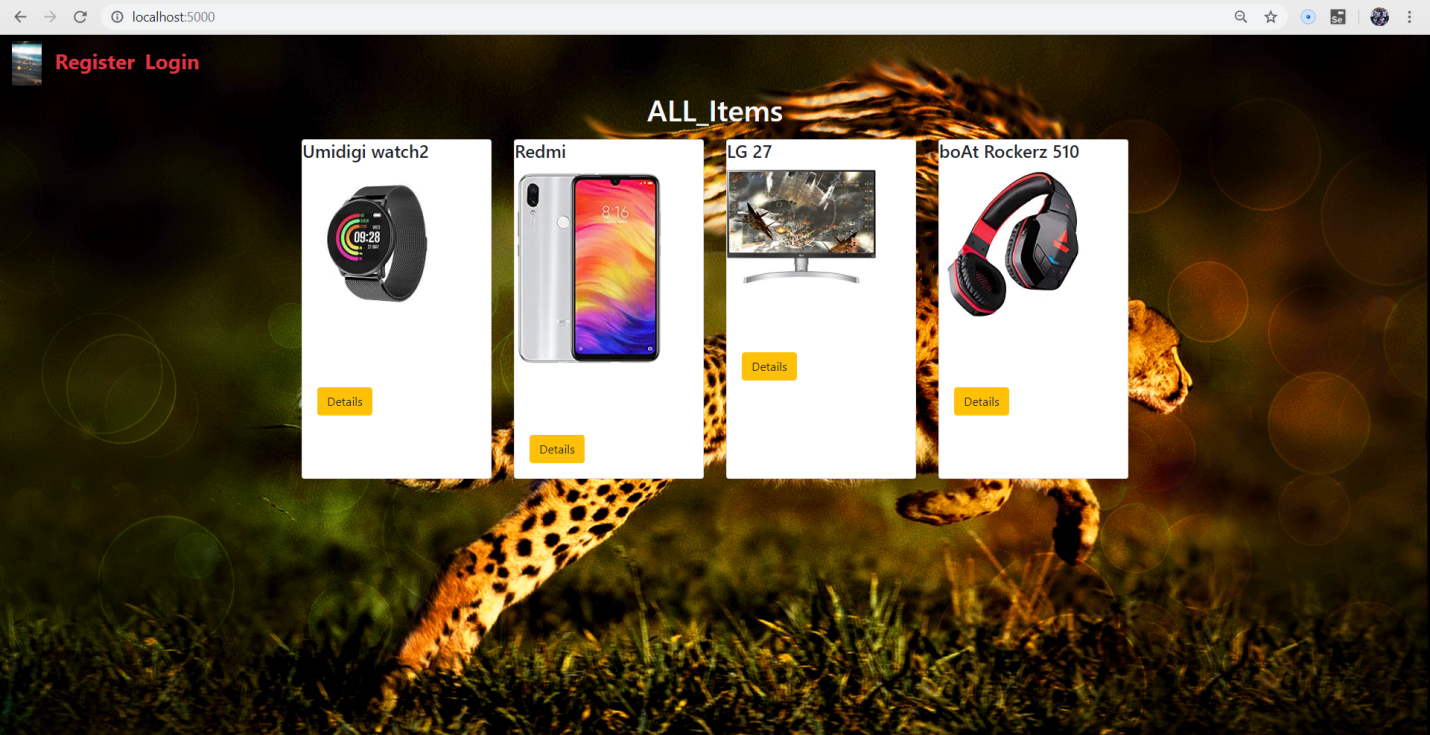 localhost:5000
Se
Register Login
ALL_Items
Umidigi watch2
Redmi
LG 27
boAt Rockerz 510
09:28
8:16
Details
Details
Details
Details